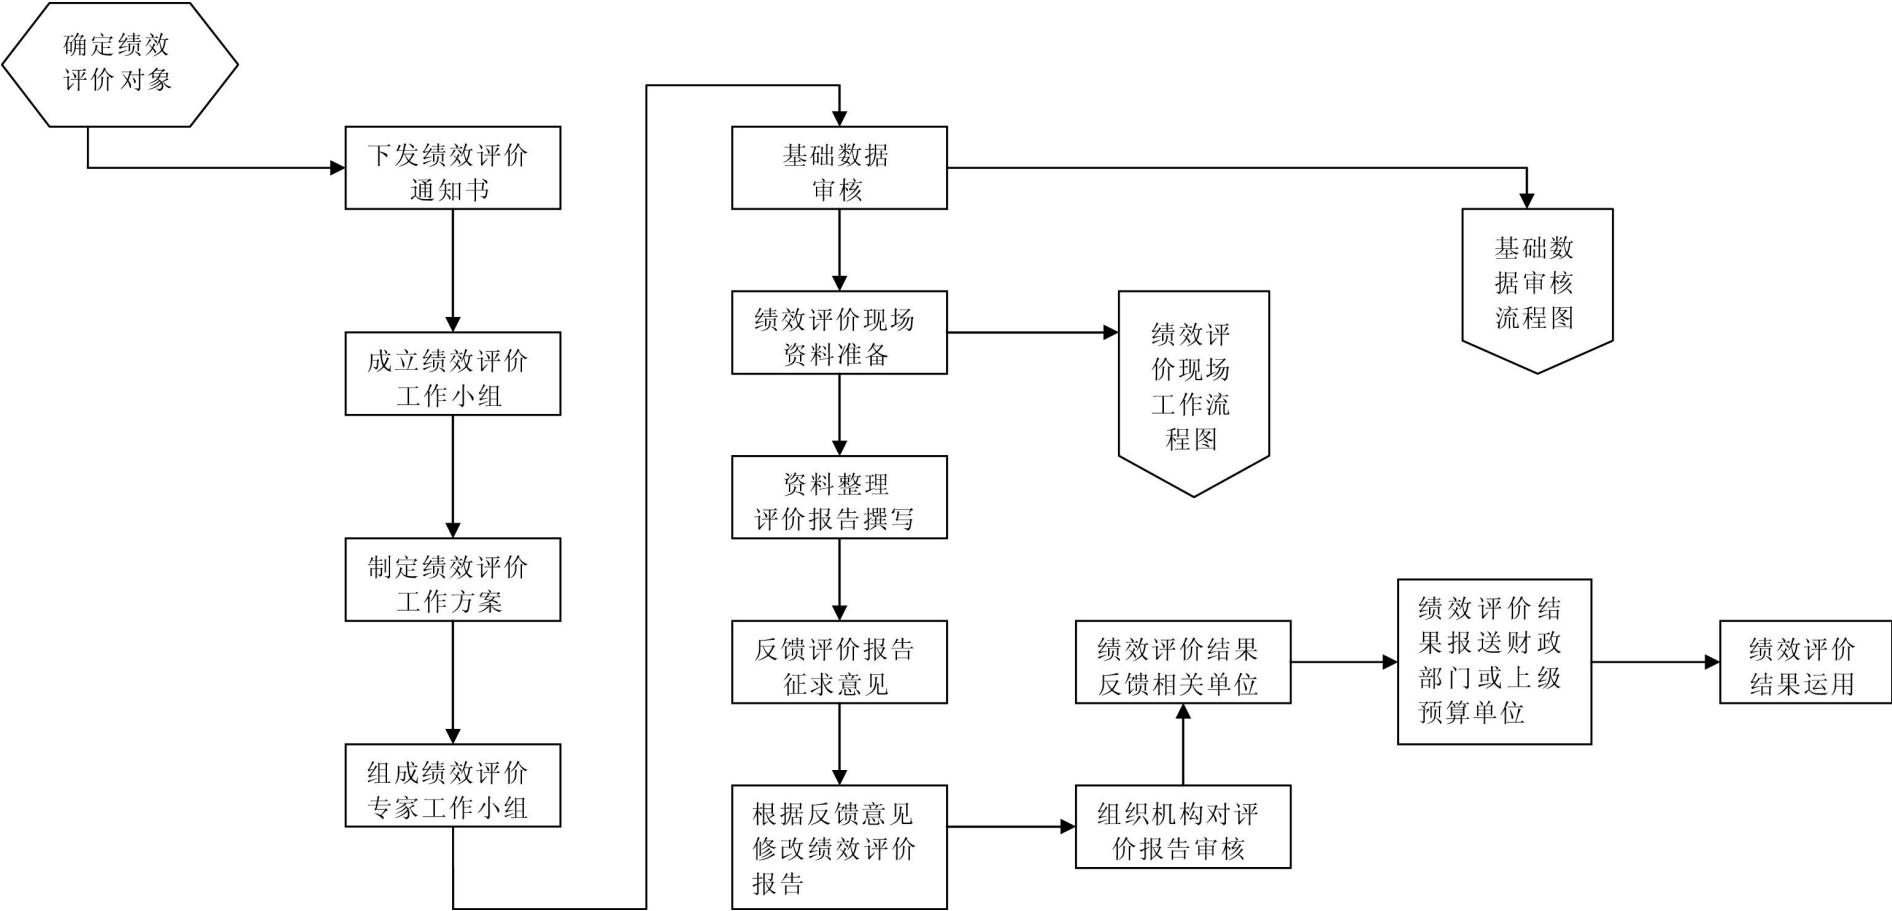 确定绩效
评价对象
下发绩效评价
通知书
成立绩效评价
工作小组
制定绩效评价
工作方案
组成绩效评价
专家工作小组
基础数据
审核
绩效评价现场
资料准备
资料整理
评价报告撰写
反馈评价报告
征求意见
根据反馈意见
修改绩效评价
报告
组织机构对评
价报告审核
绩效评价结果
反馈相关单位
绩效评价结
果报送财政
部门或上级
预算单位
绩效评价
结果运用
绩效评
价现场
工作流
程图
基础数
据审核
流程图